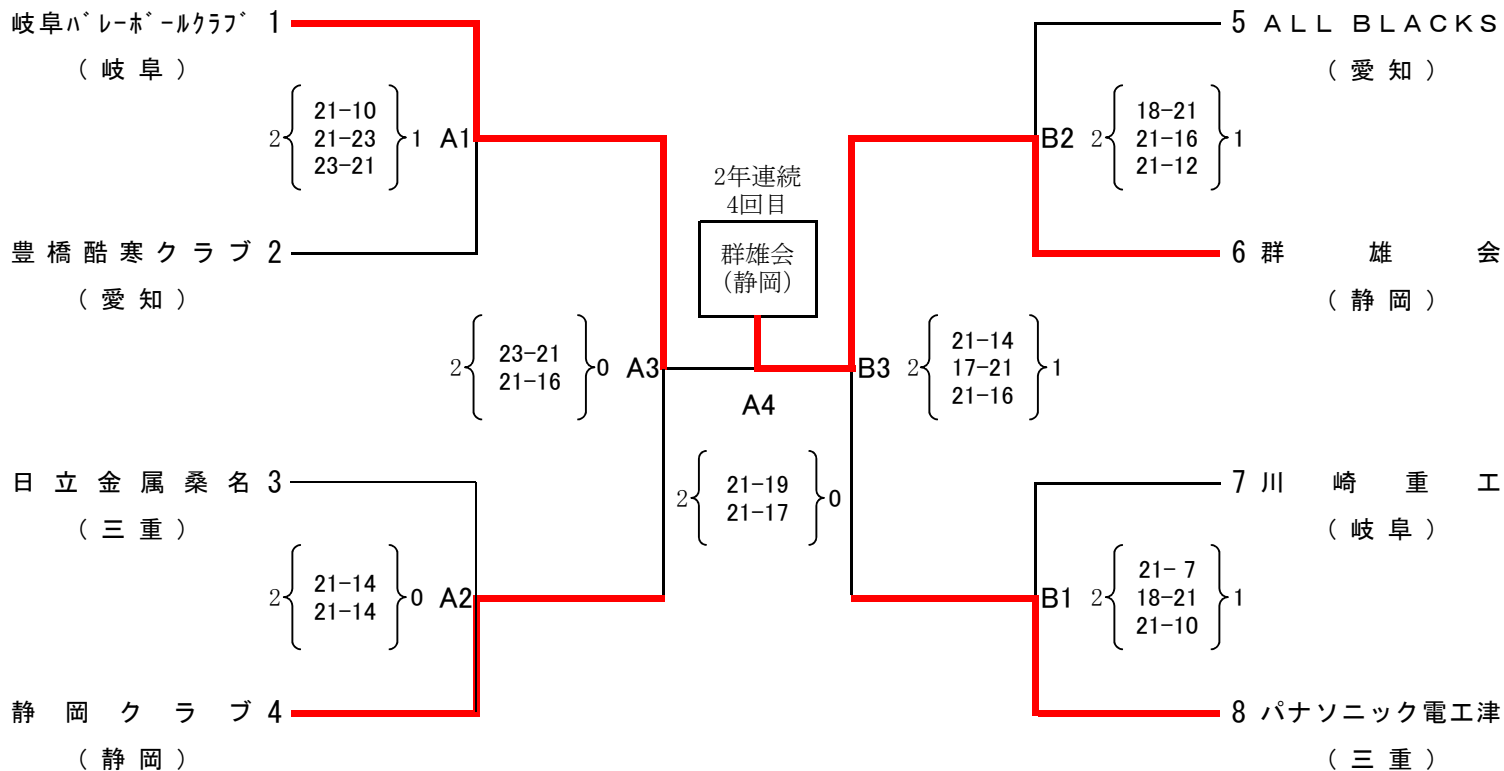 岐阜ﾊﾞﾚｰﾎﾞｰﾙｸﾗﾌﾞ 1
（ 岐 阜 ）
2 21-10 1 A1
21-23
23-21
豊橋酷寒クラブ 2
（ 愛 知 ）
2 23-21 0 A3
21-16
日立金属桑名 3
（ 三 重 ）
2 21-14 0 A2
21-14
静岡クラブ 4
（ 静 岡 ）
2年連続
4回目
群雄会
（静岡）
A4
2 21-19 0
21-17
5 ＡＬＬ ＢＬＡＣＫＳ
（ 愛 知 ）
B2 2 18-21 1
21-16
21-12
6 群雄会
（ 静 岡 ）
B3 2 21-14 1
17-21
21-16
7 川崎重工
（ 岐 阜 ）
B1 2 21- 7 1
18-21
21-10
8 パナソニック電工津
（ 三 重 ）